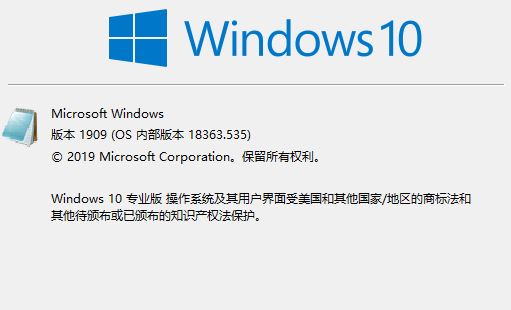 Windows 10
Microsoft Windows
版本 1909 (OS 内部版本 18363.535)
© 2019 Microsoft Corporation。保留所有权利。
Windows 10 专业版 操作系统及其用户界面受美国和其他国家/地区的商标法和
其他待颁布或已颁布的知识产权法保护。